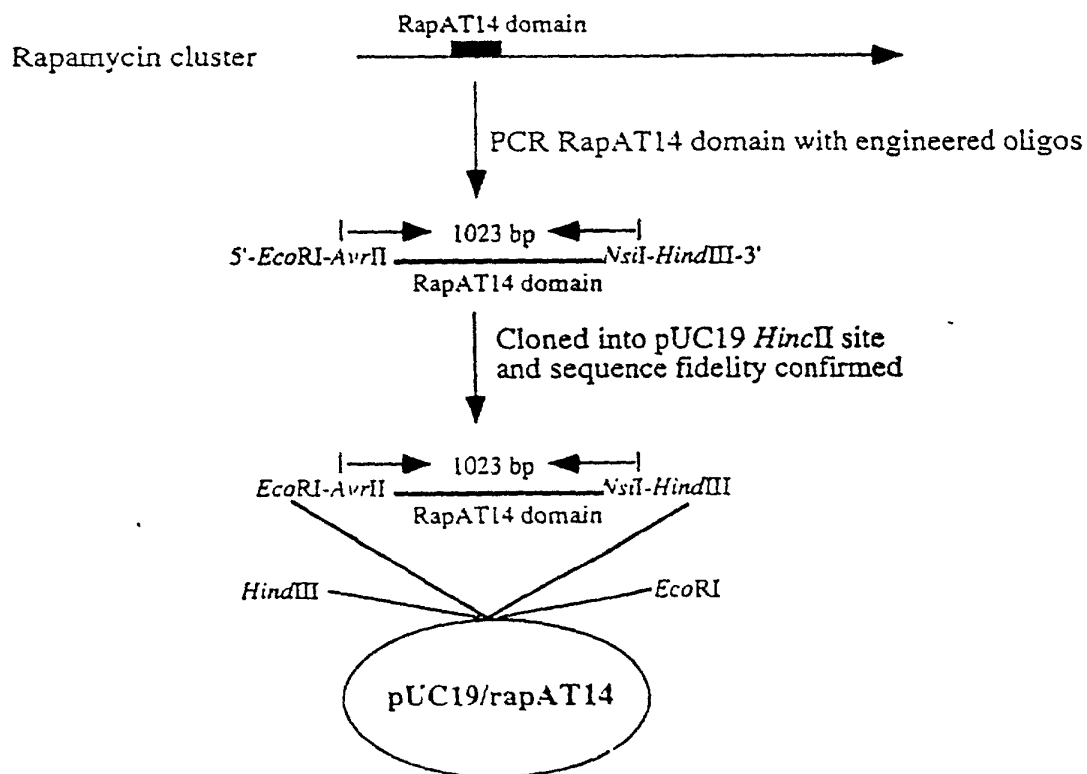 RapAT14 domain
Rapamycin cluster
PCR RapAT14 domain with engineered oligos
1023 bp
5'-EcoRI-AvrII
NsiI-HindIII-3'
RapAT14 domain
Cloned into pUC19 HincII site
and sequence fidelity confirmed
1023 bp
EcoRI-AvrII
NsiI-HindIII
RapAT14 domain
HindIII
EcoRI
pUC19/rapAT14